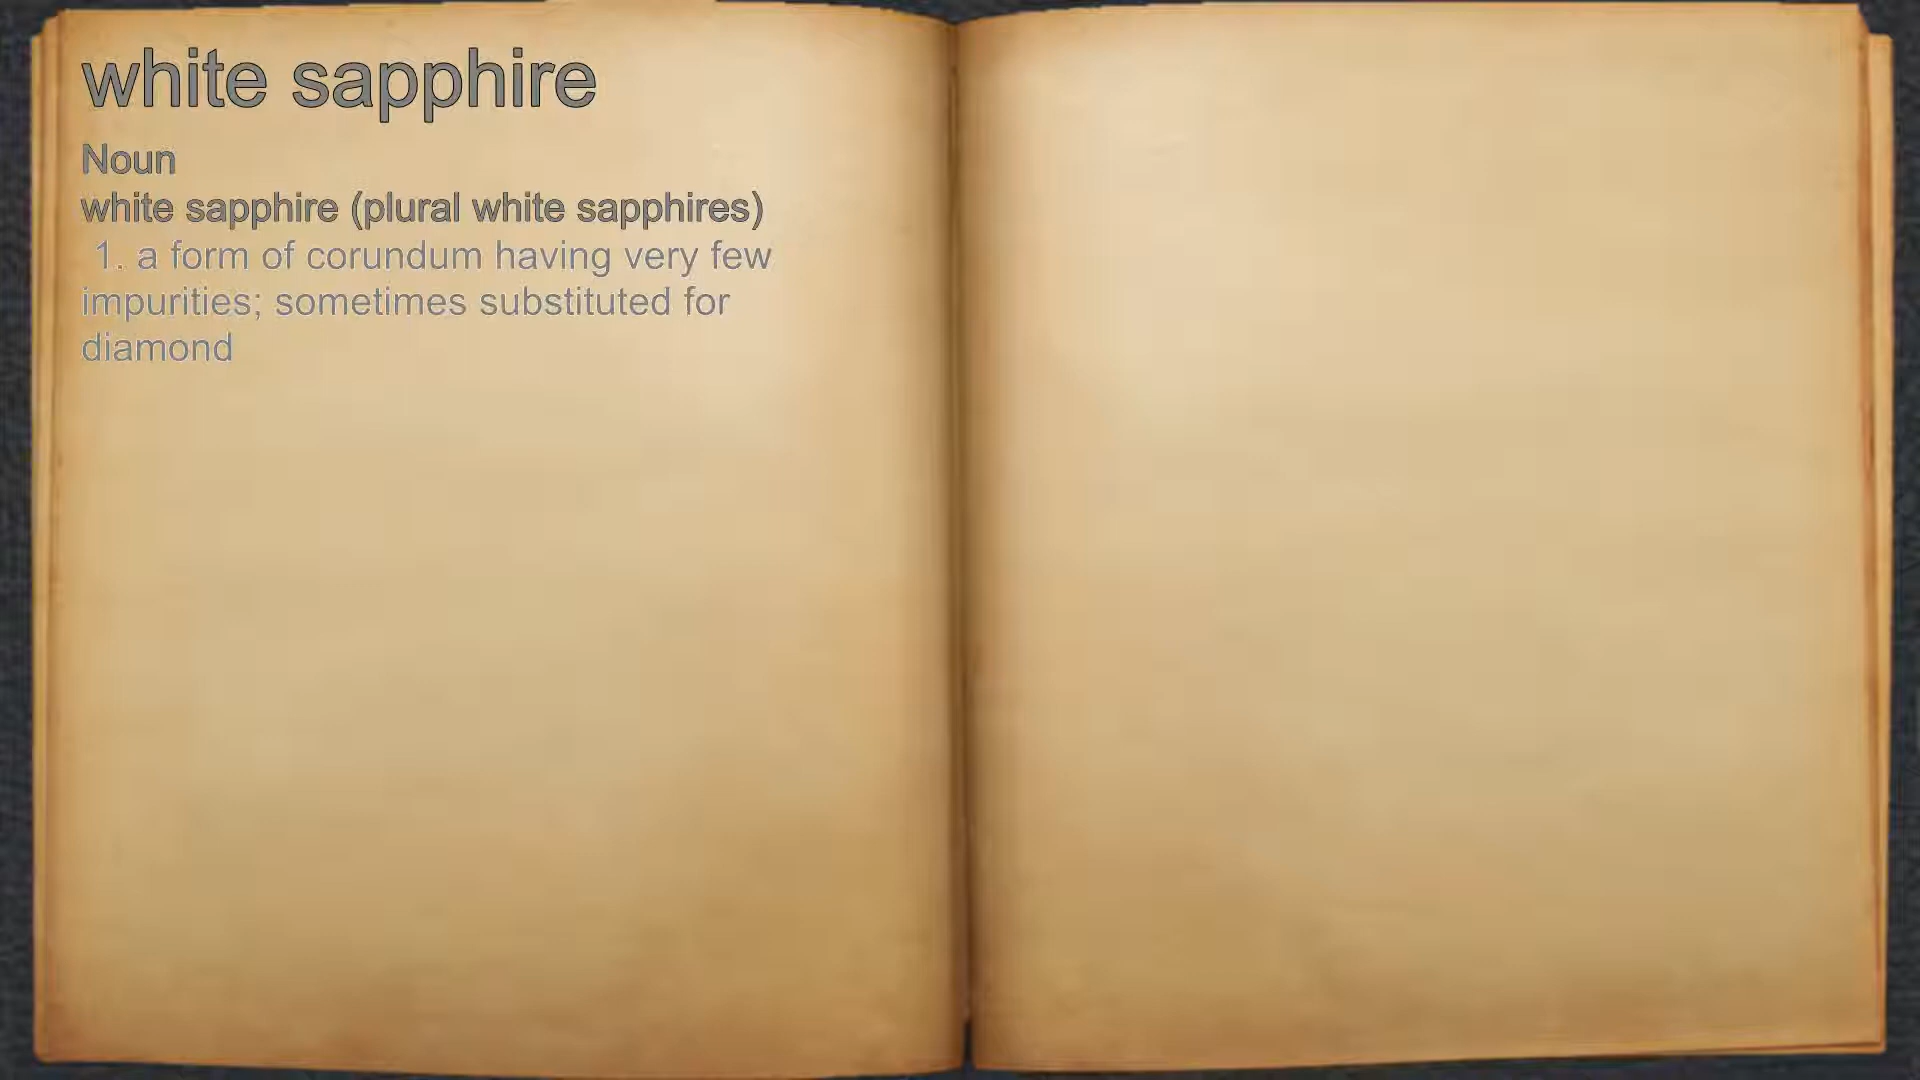 white sapphire
Noun
white sapphire (plural white sapphires)
1. a form of corundum having very few
impurities; sometimes substituted for
diamond